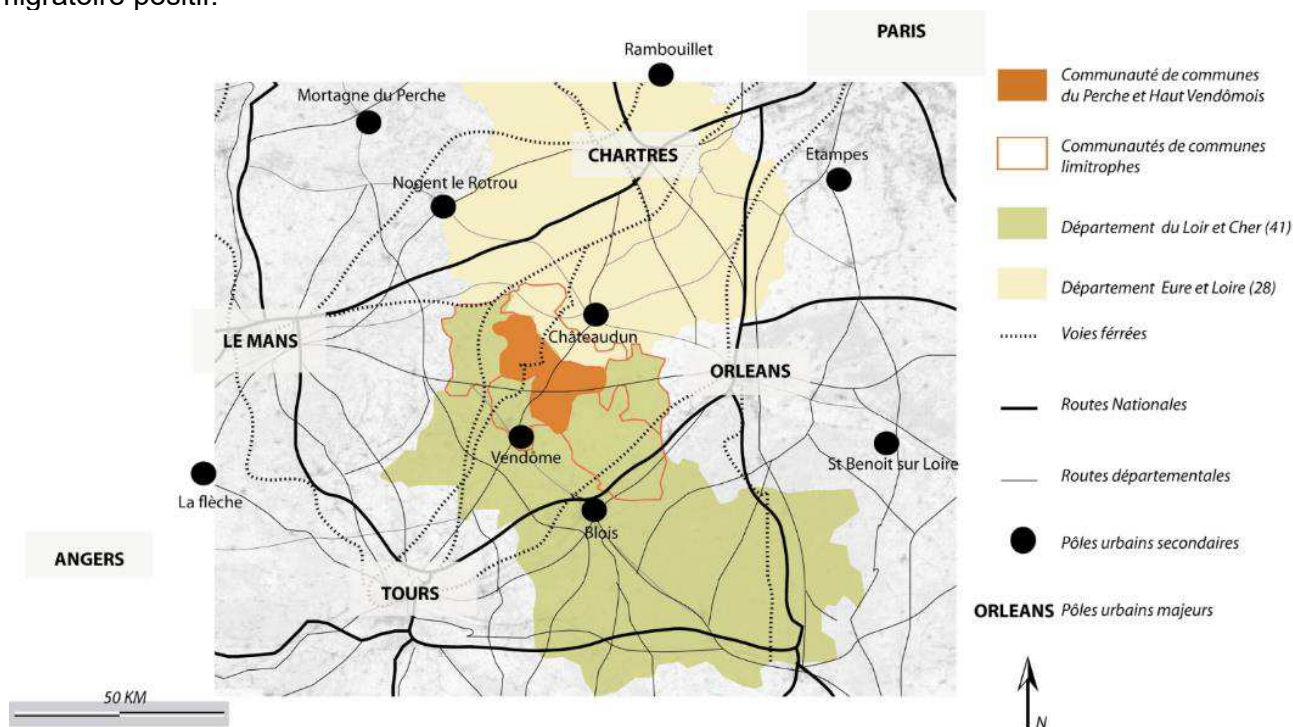 migratoire positif.
PARIS
Rambouillet
Mortagne du Perche
CHARTRES
Etampes
Nogent le Rotrou
Châteaudun
LE MANS
ORLEANS
Vendôme
St Benoit sur Loire
La flèche
Blois
ANGERS
TOURS
50 KM
Communauté de communes
du Perche et Haut Vendômois
Communautés de communes
limitrophes
Département du Loir et Cher (41)
Département Eure et Loire (28)
Voies férrées
Routes Nationales
Routes départementales
Pôles urbains secondaires
ORLEANS Pôles urbains majeurs
N